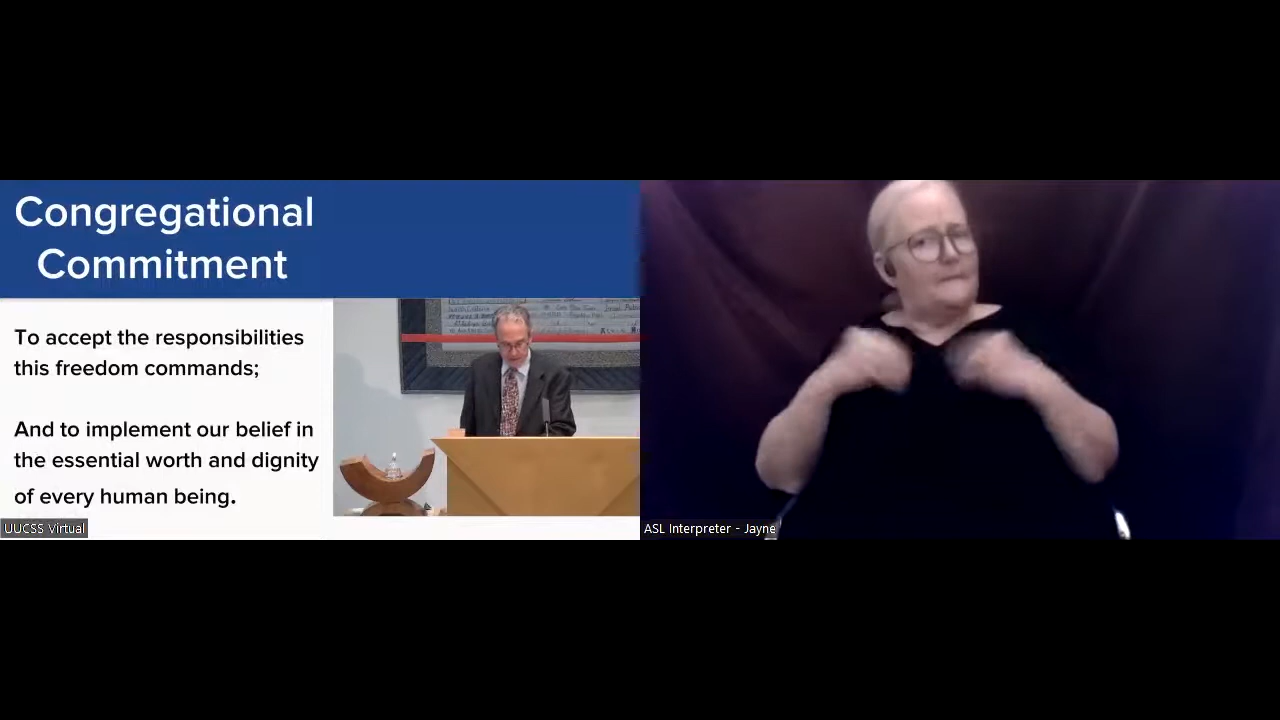 Congregational
Commitment
To accept the responsibilities
this freedom commands;
And to implement our belief in
the essential worth and dignity
of every human being.
UUCSS Virtual
ASL Interpreter - Jayne